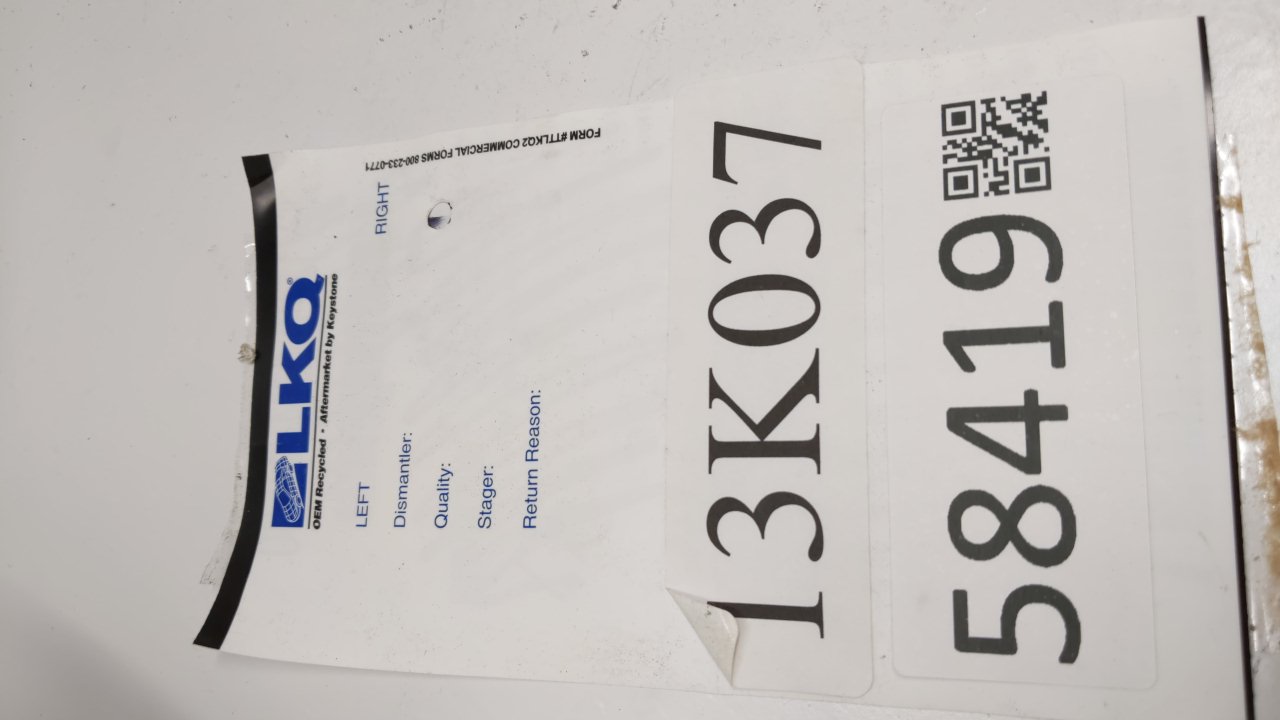 LKQ®
OEM Recycled • Aftermarket by Keystone
LEFT RIGHT
Dismantler:
Quality:
Stager:
Return Reason:
FORM #TTLKQ2 COMMERCIAL FORMS 800-233-0771
13K037
58419